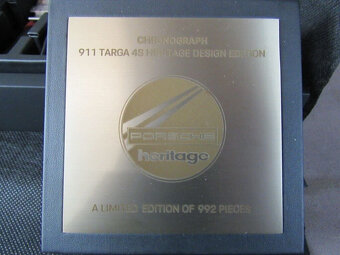 CHRONOGRAPH
911 TARGA 4S HERITAGE DESIGN EDITION
PORSCHE
heritage
A LIMITED EDITION OF 992 PIECES